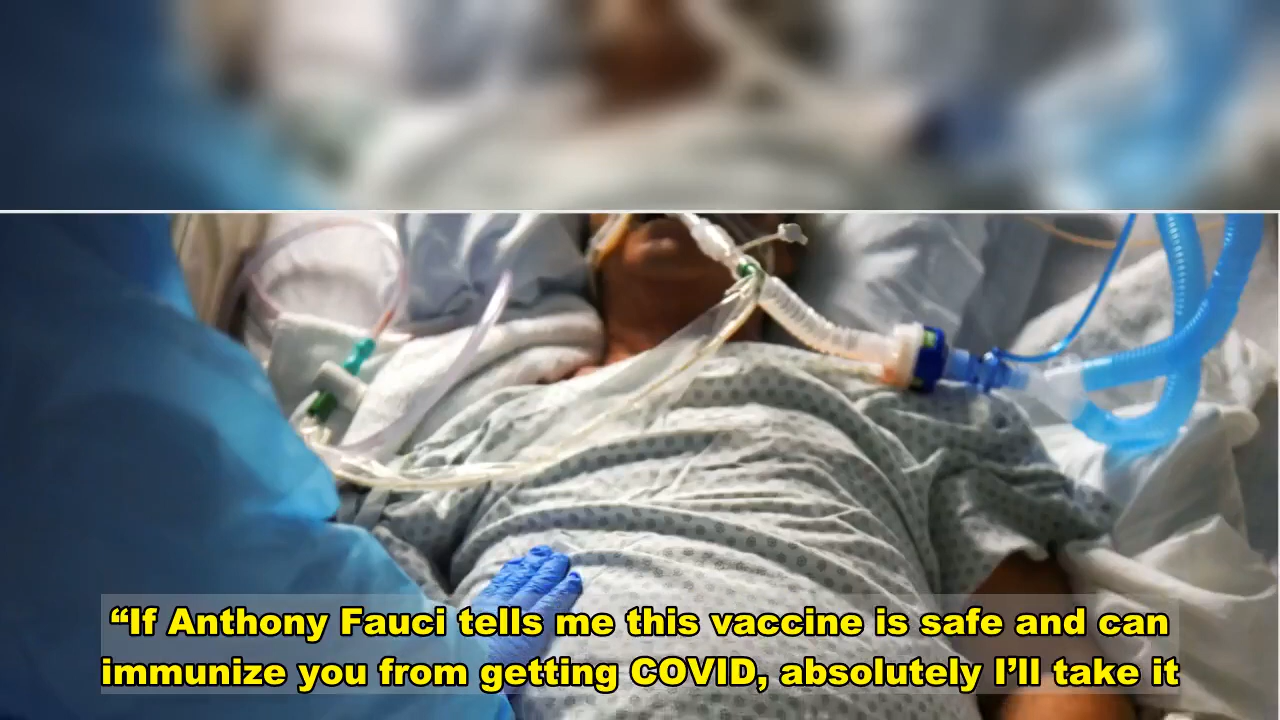 “If Anthony Fauci tells me this vaccine is safe and can
immunize you from getting COVID, absolutely I’ll take it